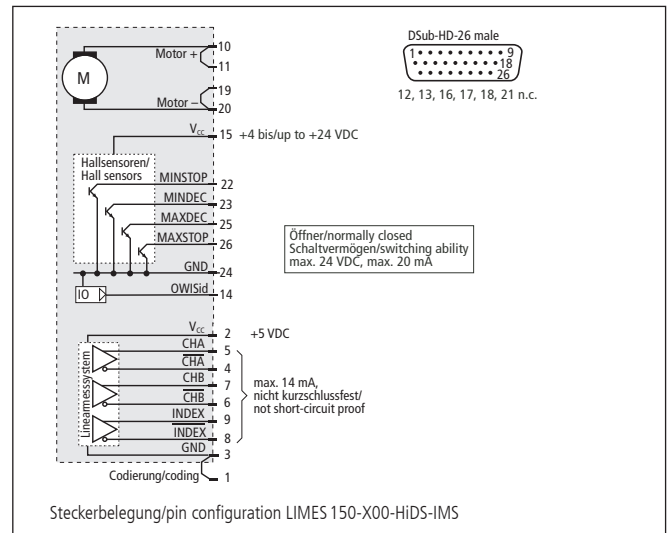 DSub-HD-26 male
1 9
18
26
12, 13, 16, 17, 18, 21 n.c.
M
Motor +
10
11
19
Motor –
20
Vcc 15 +4 bis/up to +24 VDC
Hallsensoren/
Hall sensors
MINSTOP 22
MINDEC 23
MAXDEC 25
MAXSTOP 26
GND 24
IO OWISid 14
Öffner/normally closed
Schaltvermögen/switching ability
max. 24 VDC, max. 20 mA
Linearmesssystem
Vcc 2 +5 VDC
CHA 5
CHA 4
CHB 7
CHB 6
INDEX 9
INDEX 8
GND 3
max. 14 mA,
nicht kurzschlussfest/
not short-circuit proof
Codierung/coding 1
Steckerbelegung/pin configuration LIMES 150-X00-HiDS-IMS